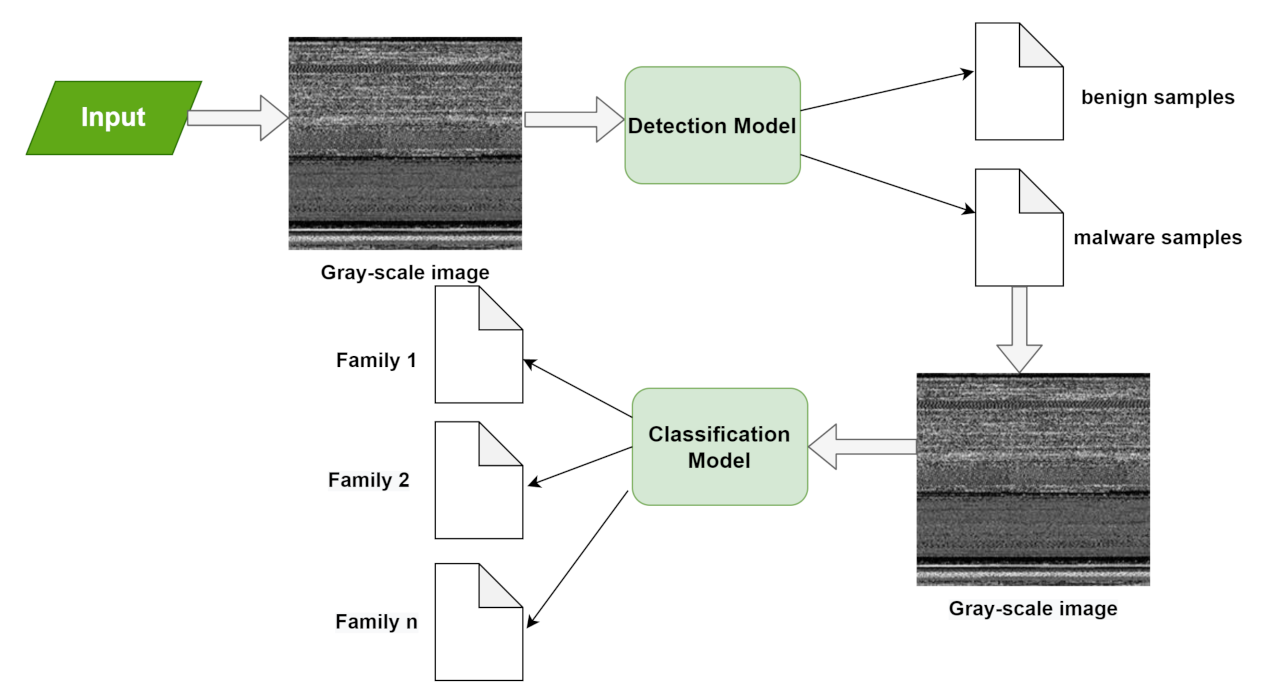 Input
Gray-scale image
Detection Model
benign samples
malware samples
Gray-scale image
Classification
Model
Family 1
Family 2
Family n